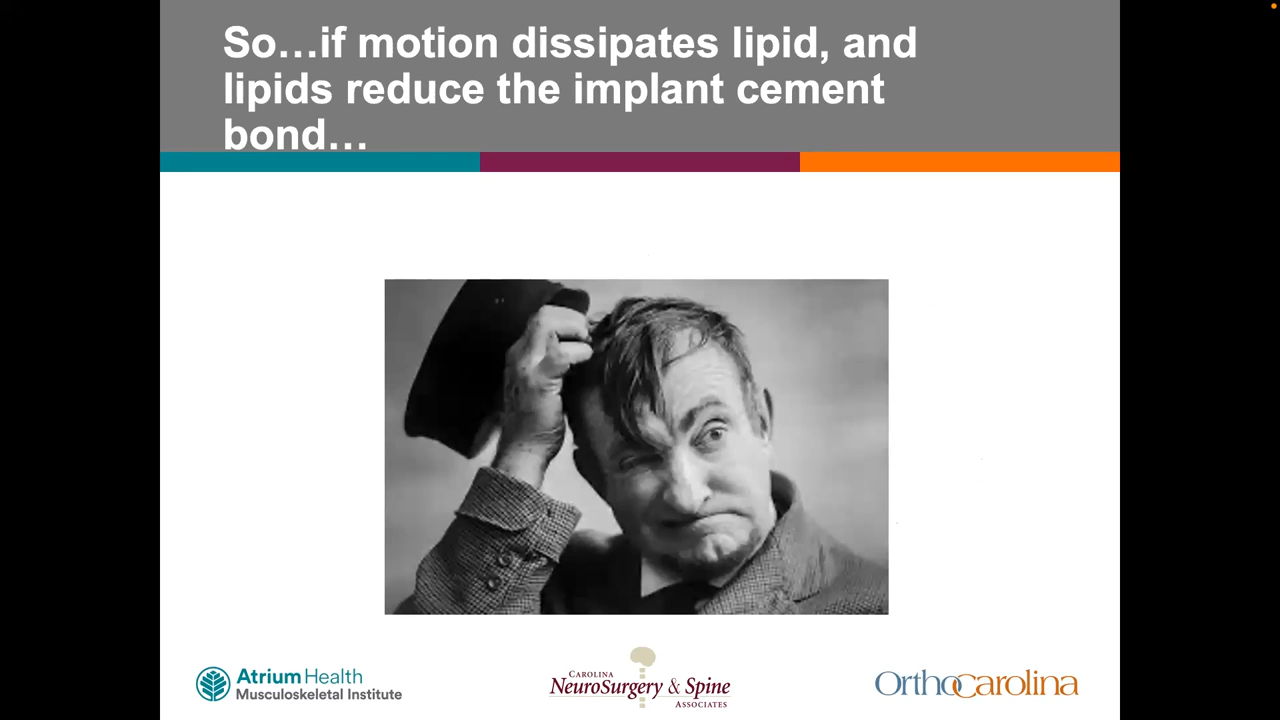 So…if motion dissipates lipid, and
lipids reduce the implant cement
bond…
Atrium Health
Musculoskeletal Institute
CAROLINA
NEUROSURGERY & SPINE
ASSOCIATES
OrthoCarolina